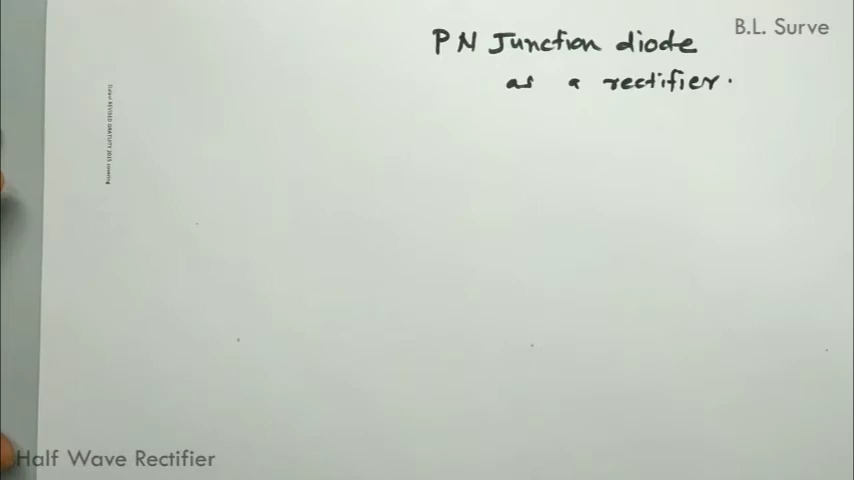 B.L. Surve
PN Junction diode
as a rectifier.
Half Wave Rectifier